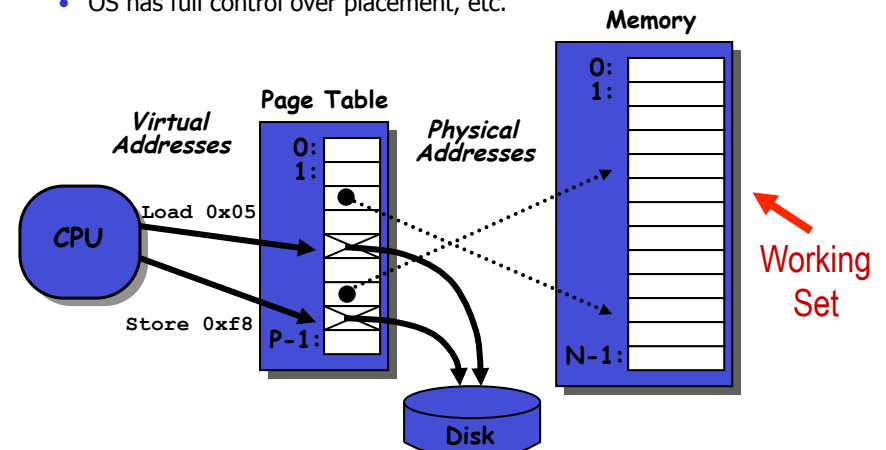 • OS has full control over placement, etc.
Memory
0:
1:
Page Table
Virtual
Addresses
Physical
Addresses
0:
1:
Load 0x05
CPU
Working
Set
Store 0xf8
P-1:
N-1:
Disk